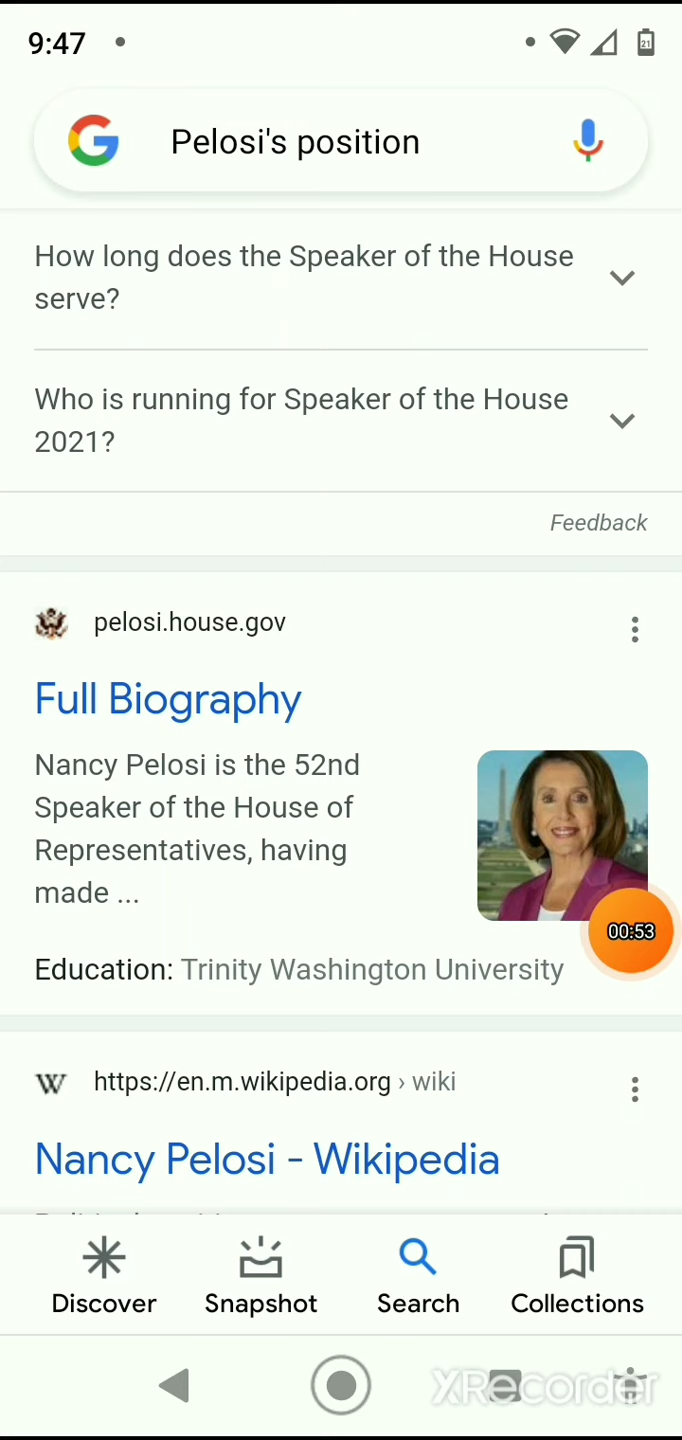 9:47
21
Pelosi's position
How long does the Speaker of the House
serve?
Who is running for Speaker of the House
2021?
Feedback
pelosi.house.gov
Full Biography
Nancy Pelosi is the 52nd
Speaker of the House of
Representatives, having
made ...
00:53
Education: Trinity Washington University
W https://en.m.wikipedia.org › wiki
Nancy Pelosi - Wikipedia
Discover Snapshot Search Collections
XRecorder